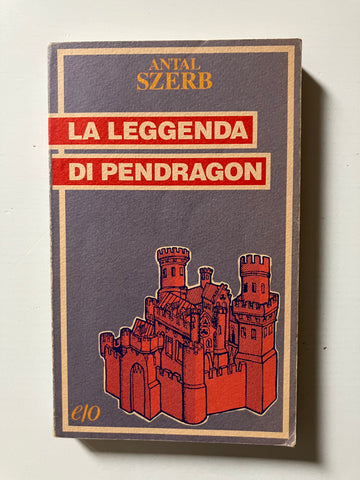 ANTAL
SZERB
LA LEGGENDA
DI PENDRAGON
e/o